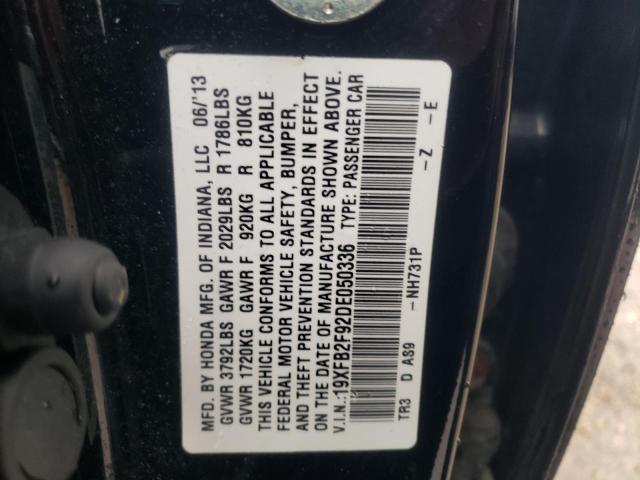 MFD. BY HONDA MFG. OF INDIANA, LLC 06/'13
GVWR 3792LBS GAWR F 2029LBS R 1786LBS
GVWR 1720KG GAWR F 920KG R 810KG
THIS VEHICLE CONFORMS TO ALL APPLICABLE
FEDERAL MOTOR VEHICLE SAFETY, BUMPER,
AND THEFT PREVENTION STANDARDS IN EFFECT
ON THE DATE OF MANUFACTURE SHOWN ABOVE.
V.I.N.:19XFB2F92DE050336 TYPE: PASSENGER CAR
TR3 D A89 -NH731P -Z -E